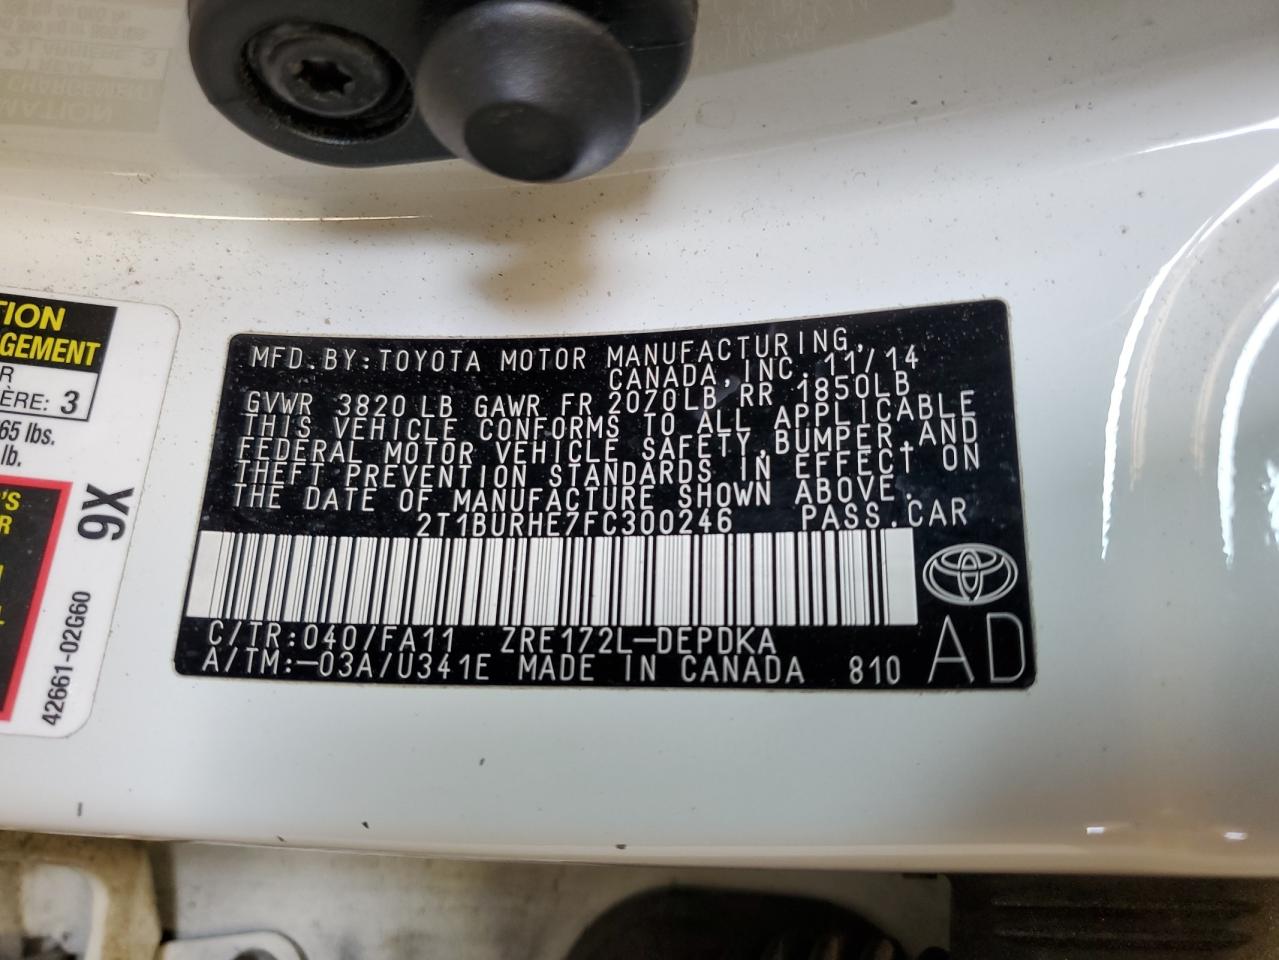 TION
GEMENT
R
ÈRE: 3
65 lbs.
lb.
'S
R
9X
42661-02G60
MFD.BY:TOYOTA MOTOR MANUFACTURING,
CANADA,INC. 11/14
GVWR 3820LB GAWR FR 2070LB,RR 1850LB
THIS VEHICLE CONFORMS TO ALL APPLICABLE
FEDERAL MOTOR VEHICLE SAFETY,BUMPER,AND
THEFT PREVENTION STANDARDS IN EFFECT ON
THE DATE OF MANUFACTURE SHOWN ABOVE.
2T1BURHE7FC300246 PASS.CAR
C/TR:040/FA11 ZRE172L-DEPDKA
A/TM:-03A/U341E MADE IN CANADA 810
AD